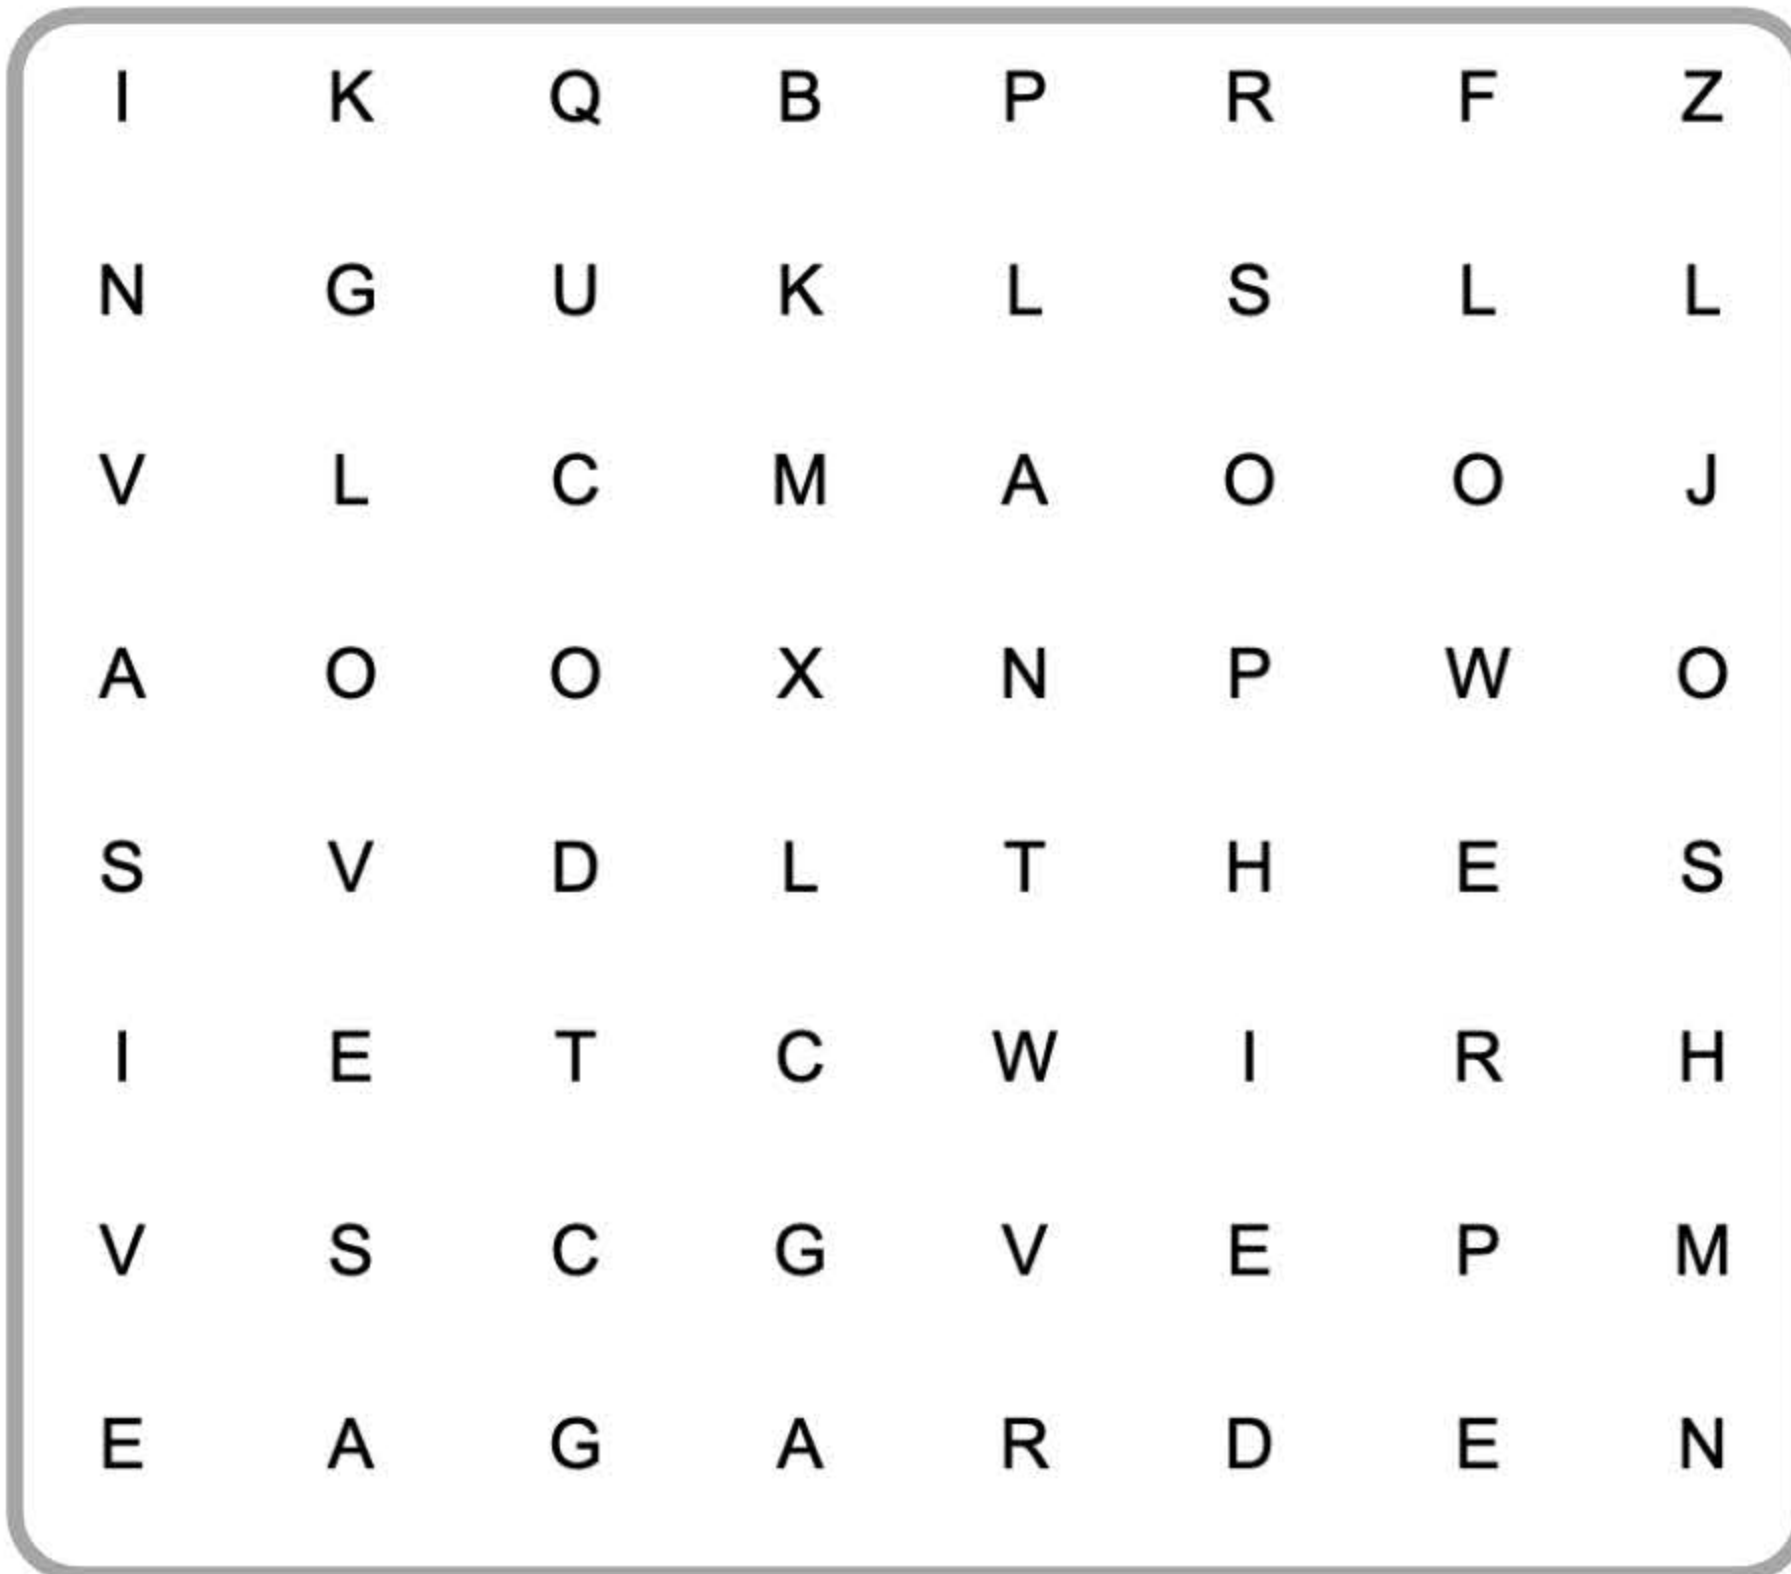 I K Q B P R F Z
N G U K L S L L
V L C M A O O J
A O O X N P W O
S V D L T H E S
I E T C W I R H
V S C G V E P M
E A G A R D E N